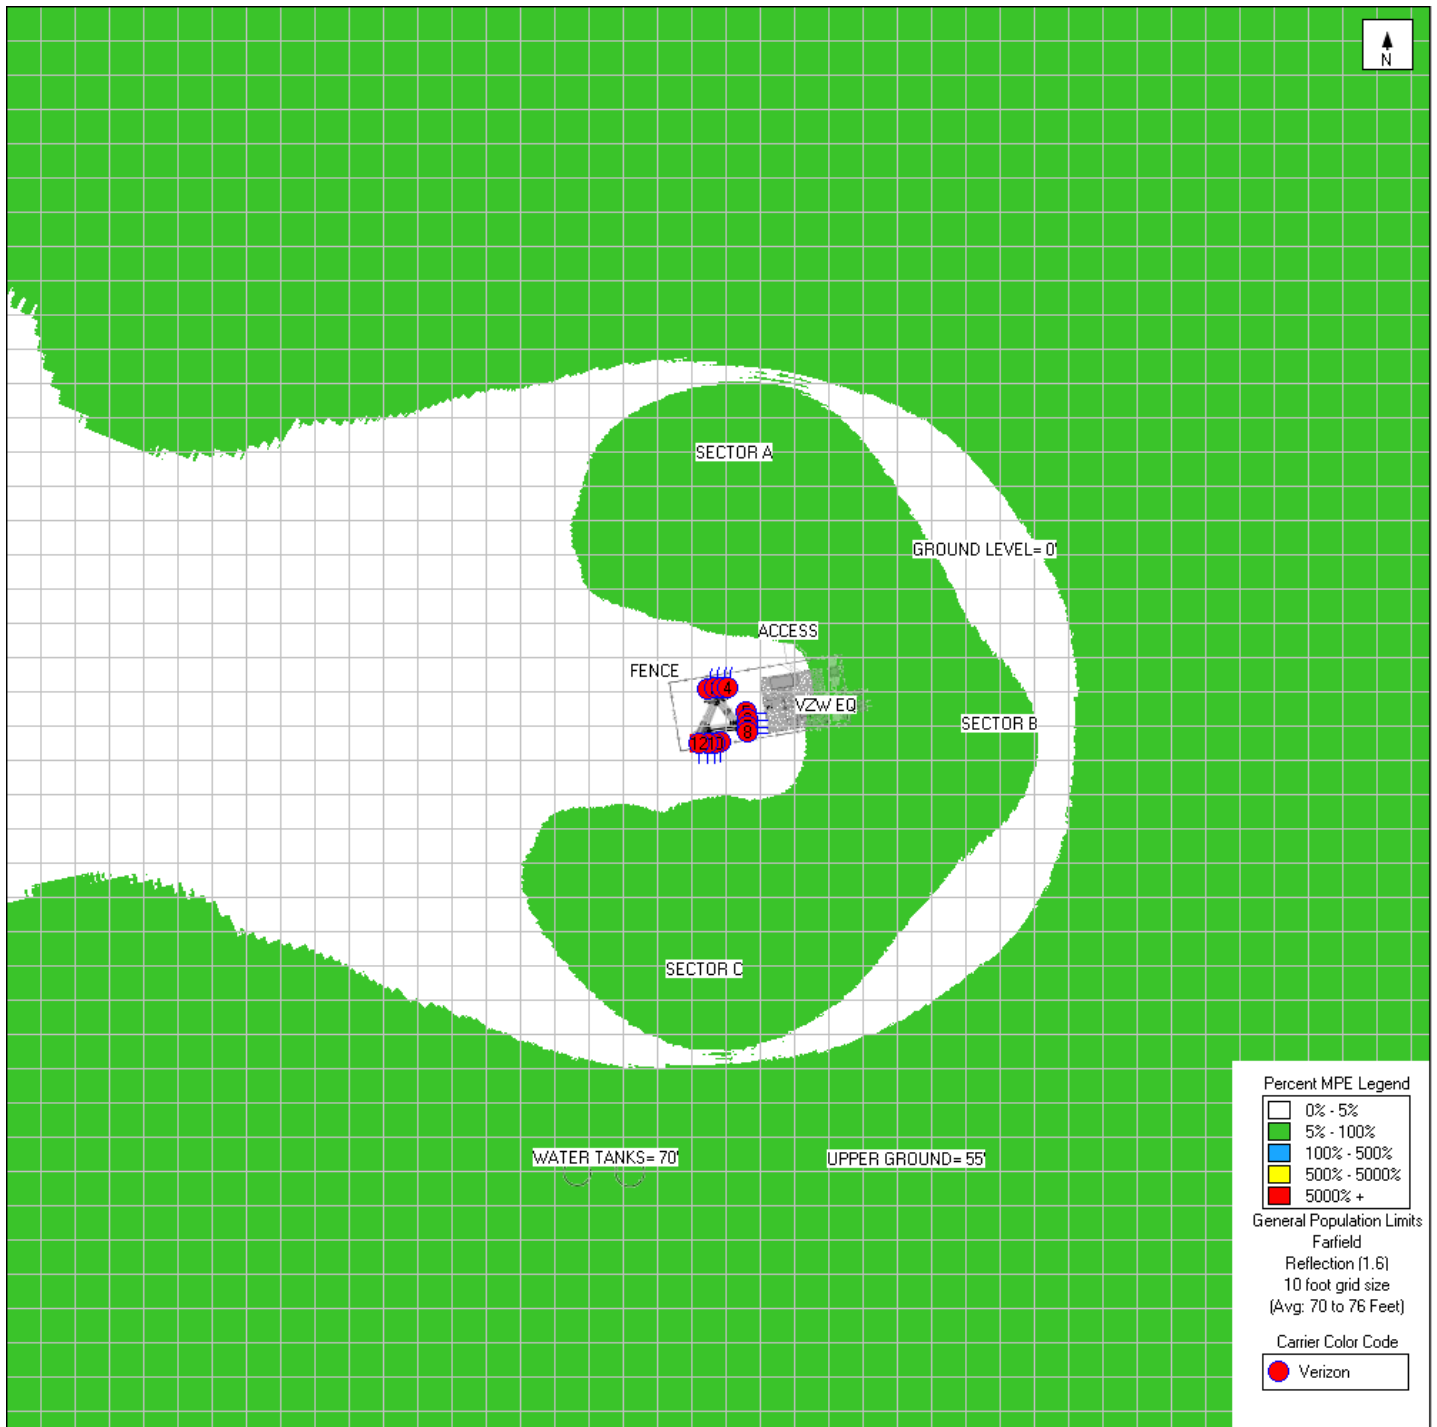 N
SECTOR A
GROUND LEVEL= 0'
ACCESS
FENCE
4
VZW EQ
SECTOR B
8
12
SECTOR C
WATER TANKS= 70'
UPPER GROUND= 55'
Percent MPE Legend
0% - 5%
5% - 100%
100% - 500%
500% - 5000%
5000% +
General Population Limits
Farfield
Reflection (1.6)
10 foot grid size
(Avg: 70 to 76 Feet)
Carrier Color Code
Verizon